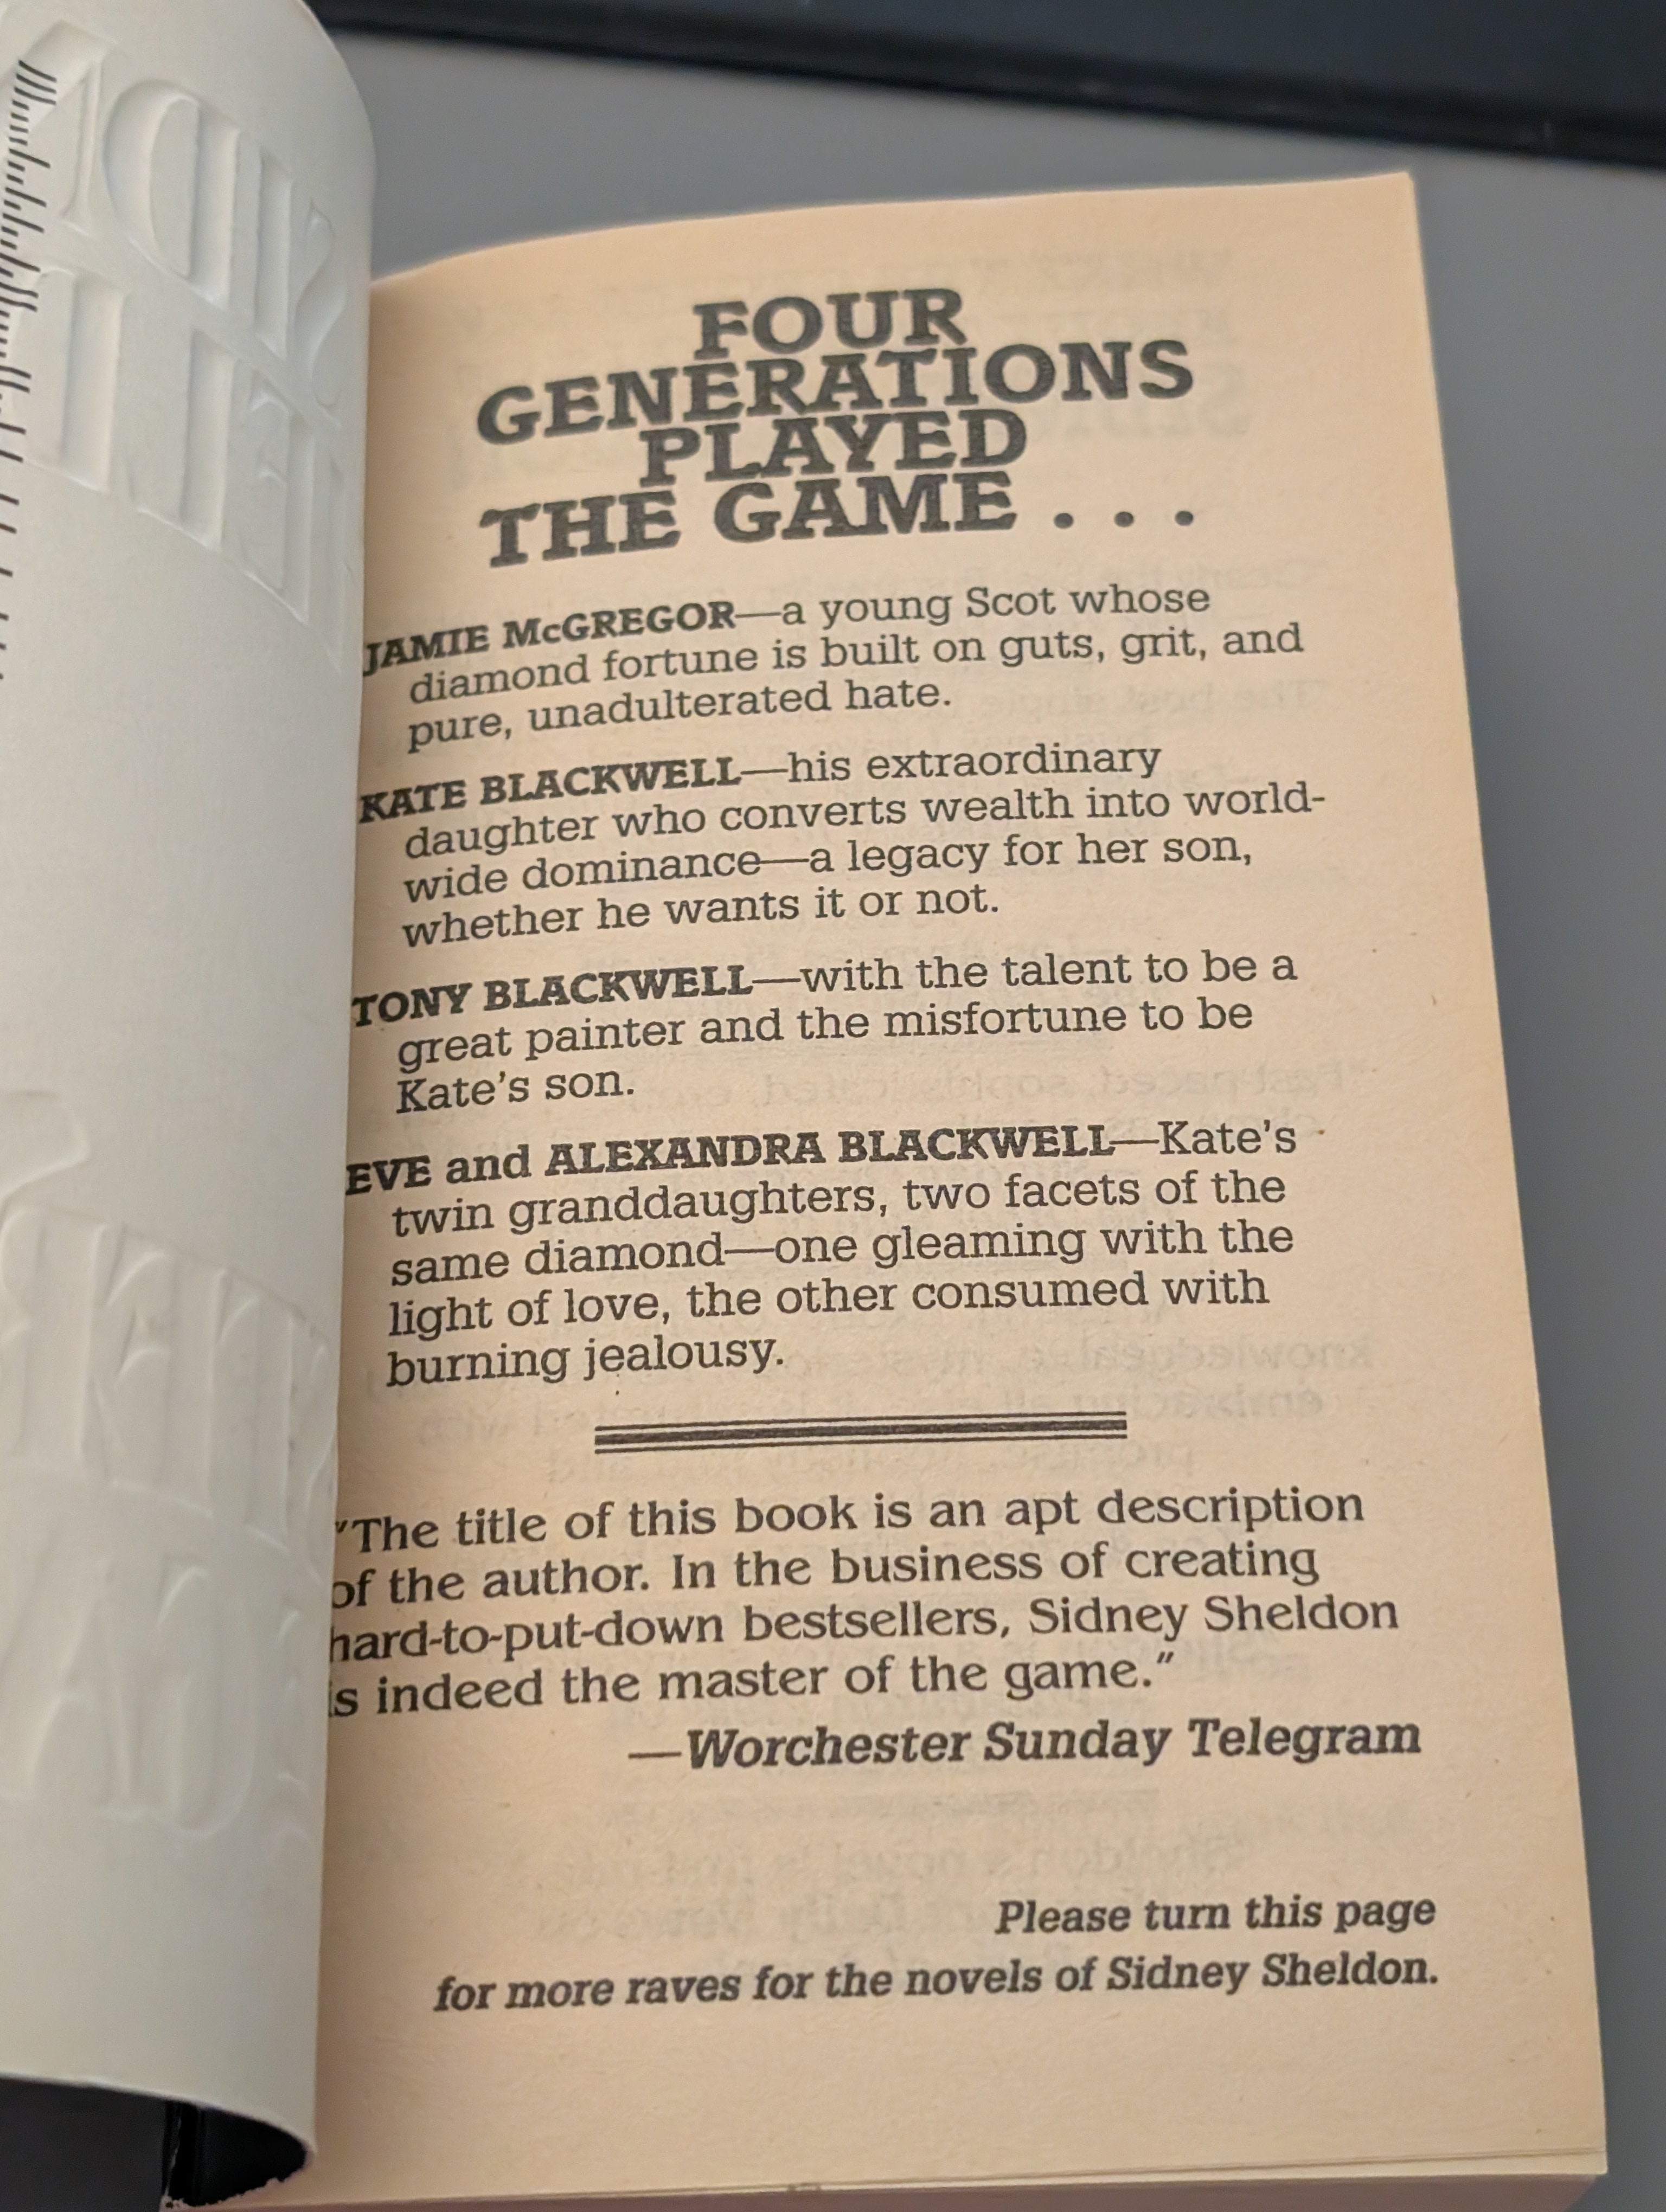 FOUR
GENERATIONS
PLAYED
THE GAME . . .
JAMIE McGREGOR—a young Scot whose
diamond fortune is built on guts, grit, and
pure, unadulterated hate.
KATE BLACKWELL—his extraordinary
daughter who converts wealth into world-
wide dominance—a legacy for her son,
whether he wants it or not.
TONY BLACKWELL—with the talent to be a
great painter and the misfortune to be
Kate's son.
EVE and ALEXANDRA BLACKWELL—Kate's
twin granddaughters, two facets of the
same diamond—one gleaming with the
light of love, the other consumed with
burning jealousy.
"The title of this book is an apt description
of the author. In the business of creating
hard-to-put-down bestsellers, Sidney Sheldon
is indeed the master of the game."
—Worchester Sunday Telegram
Please turn this page
for more raves for the novels of Sidney Sheldon.